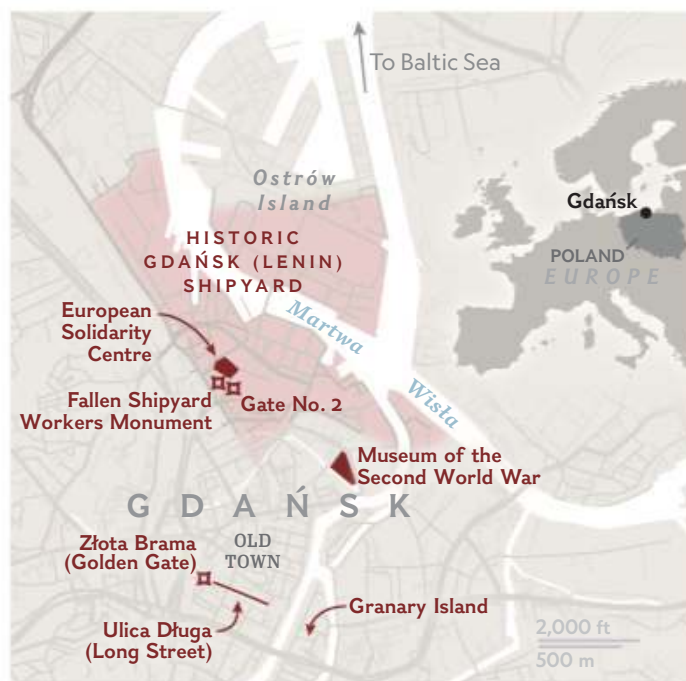 To Baltic Sea
Ostrów
Island
Gdańsk
POLAND
EUROPE
HISTORIC
GDAŃSK (LENIN)
SHIPYARD
European
Solidarity
Centre
Martwa
Wisła
Fallen Shipyard
Workers Monument
Gate No. 2
Museum of the
Second World War
GDAŃSK
Złota Brama
(Golden Gate)
OLD
TOWN
Ulica Długa
(Long Street)
Granary Island
2,000 ft
500 m